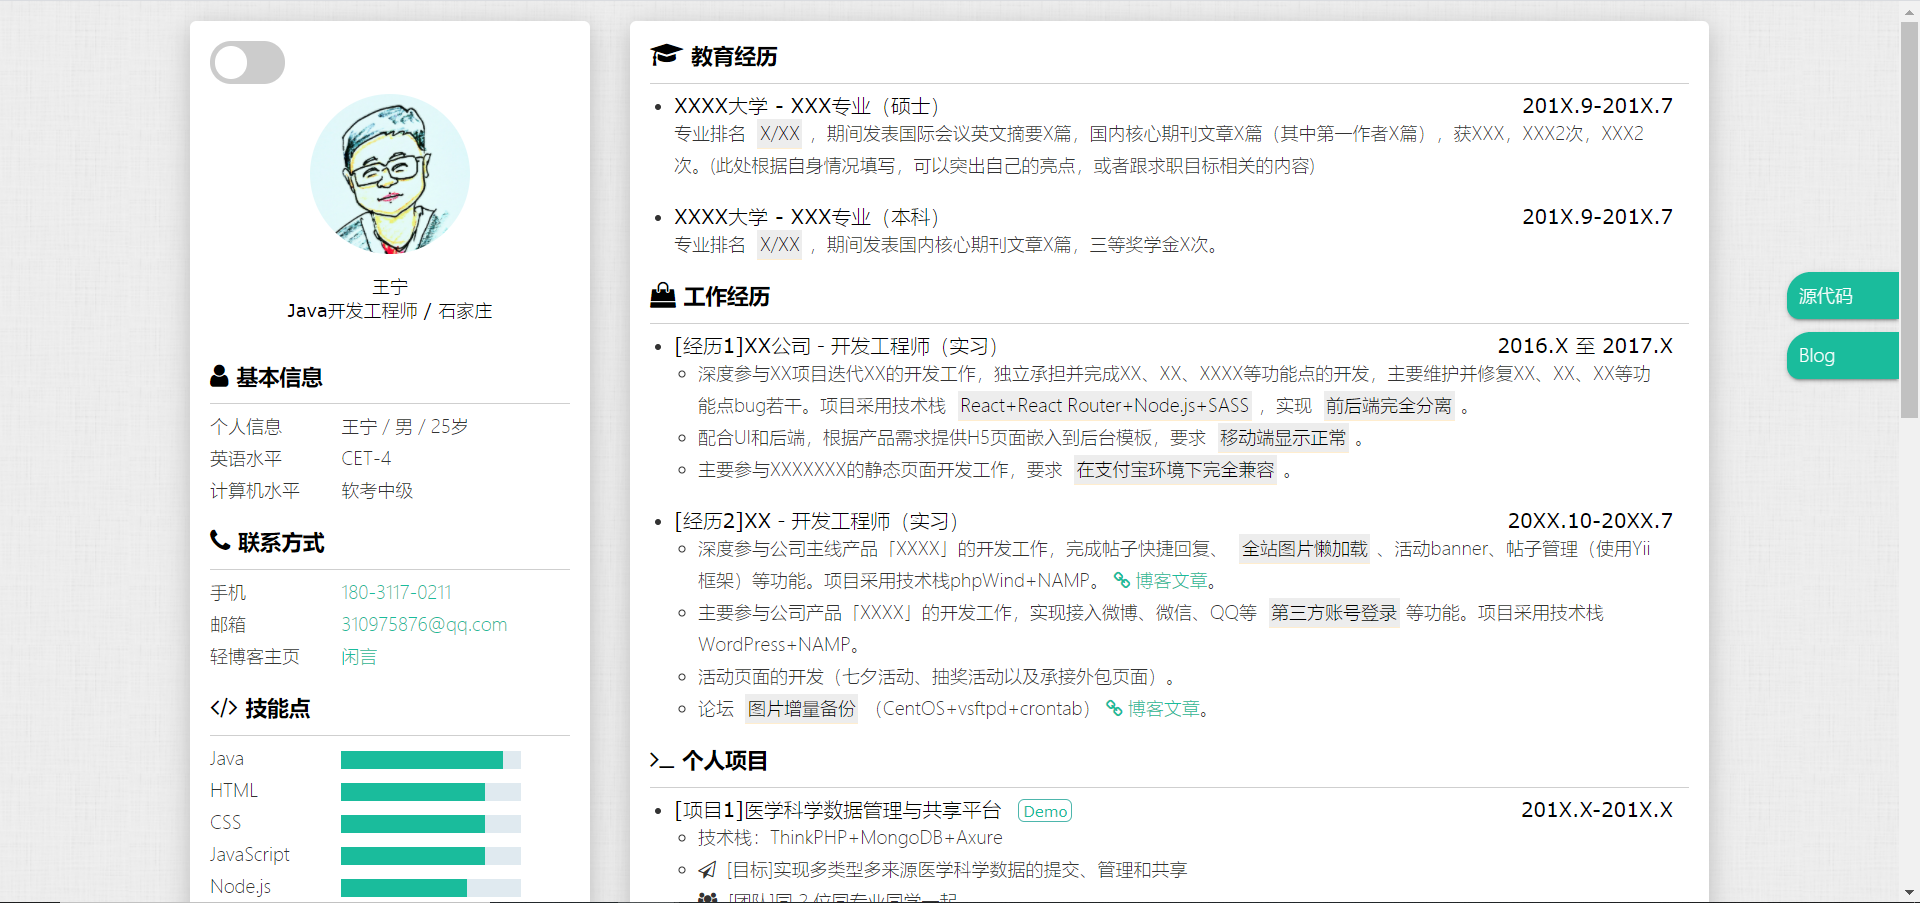 王宁
Java开发工程师 / 石家庄
基本信息
个人信息 王宁 / 男 / 25岁
英语水平 CET-4
计算机水平 软考中级
联系方式
手机 180-3117-0211
邮箱 310975876@qq.com
轻博客主页 闲言
技能点
Java
HTML
CSS
JavaScript
Node.js
教育经历
XXXX大学 - XXX专业（硕士） 201X.9-201X.7
专业排名 X/XX ，期间发表国际会议英文摘要X篇，国内核心期刊文章X篇（其中第一作者X篇），获XXX，XXX2次，XXX2
次。(此处根据自身情况填写，可以突出自己的亮点，或者跟求职目标相关的内容)
XXXX大学 - XXX专业（本科） 201X.9-201X.7
专业排名 X/XX ，期间发表国内核心期刊文章X篇，三等奖学金X次。
工作经历
[经历1]XX公司 - 开发工程师（实习） 2016.X 至 2017.X
深度参与XX项目迭代XX的开发工作，独立承担并完成XX、XX、XXXX等功能点的开发，主要维护并修复XX、XX、XX等功
能点bug若干。项目采用技术栈 React+React Router+Node.js+SASS ，实现 前后端完全分离 。
配合UI和后端，根据产品需求提供H5页面嵌入到后台模板，要求 移动端显示正常 。
主要参与XXXXXXX的静态页面开发工作，要求 在支付宝环境下完全兼容 。
[经历2]XX - 开发工程师（实习） 20XX.10-20XX.7
深度参与公司主线产品「XXXX」的开发工作，完成帖子快捷回复、 全站图片懒加载 、活动banner、帖子管理（使用Yii
框架）等功能。项目采用技术栈phpWind+NAMP。 博客文章。
主要参与公司产品「XXXX」的开发工作，实现接入微博、微信、QQ等 第三方账号登录 等功能。项目采用技术栈
WordPress+NAMP。
活动页面的开发（七夕活动、抽奖活动以及承接外包页面）。
论坛 图片增量备份 （CentOS+vsftpd+crontab） 博客文章。
个人项目
[项目1]医学科学数据管理与共享平台 Demo 201X.X-201X.X
技术栈：ThinkPHP+MongoDB+Axure
[目标]实现多类型多来源医学科学数据的提交、管理和共享
[团队]同 2 位同专业同学一起
源代码
Blog